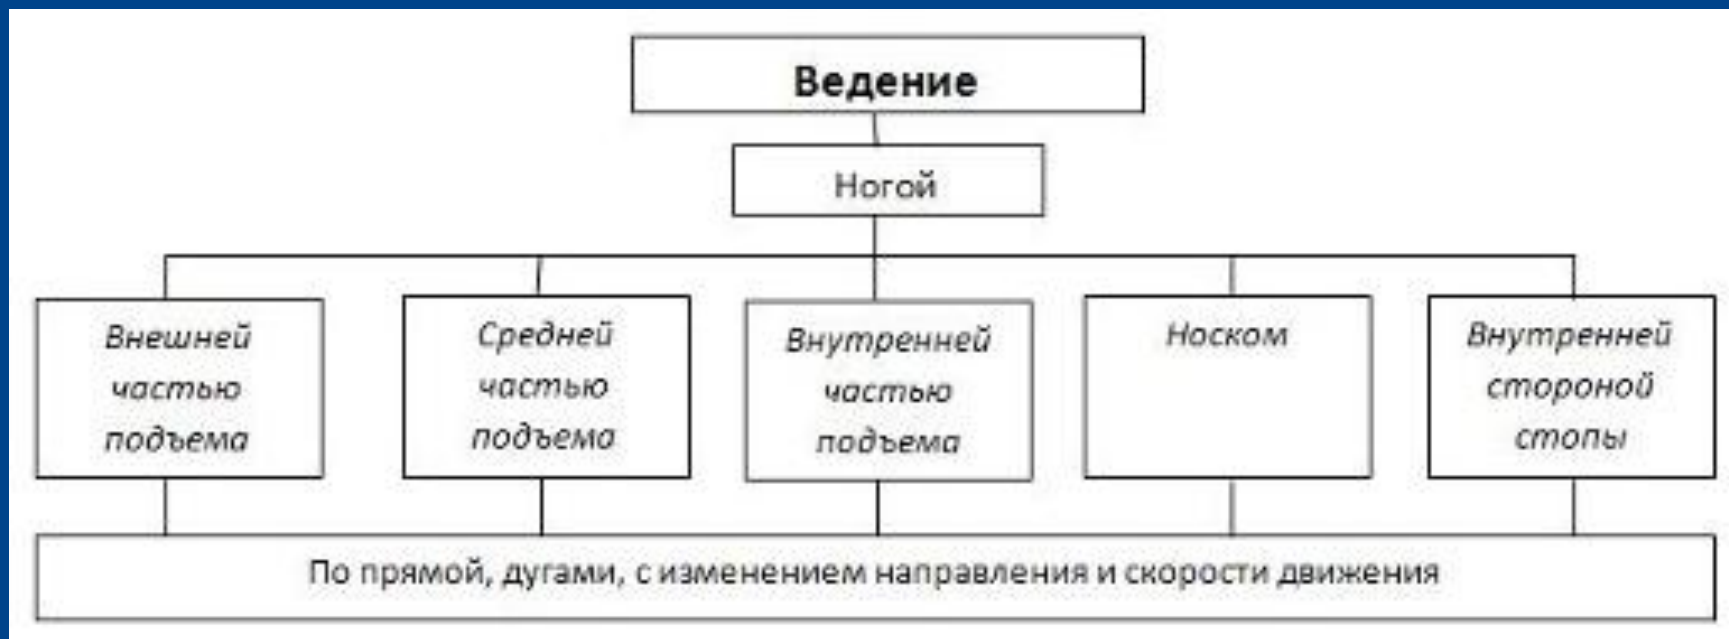 Ведение
Ногой
Внешней
частью
подъема
Средней
частью
подъема
Внутренней
частью
подъема
Носком
Внутренней
стороной
стопы
По прямой, дугами, с изменением направления и скорости движения